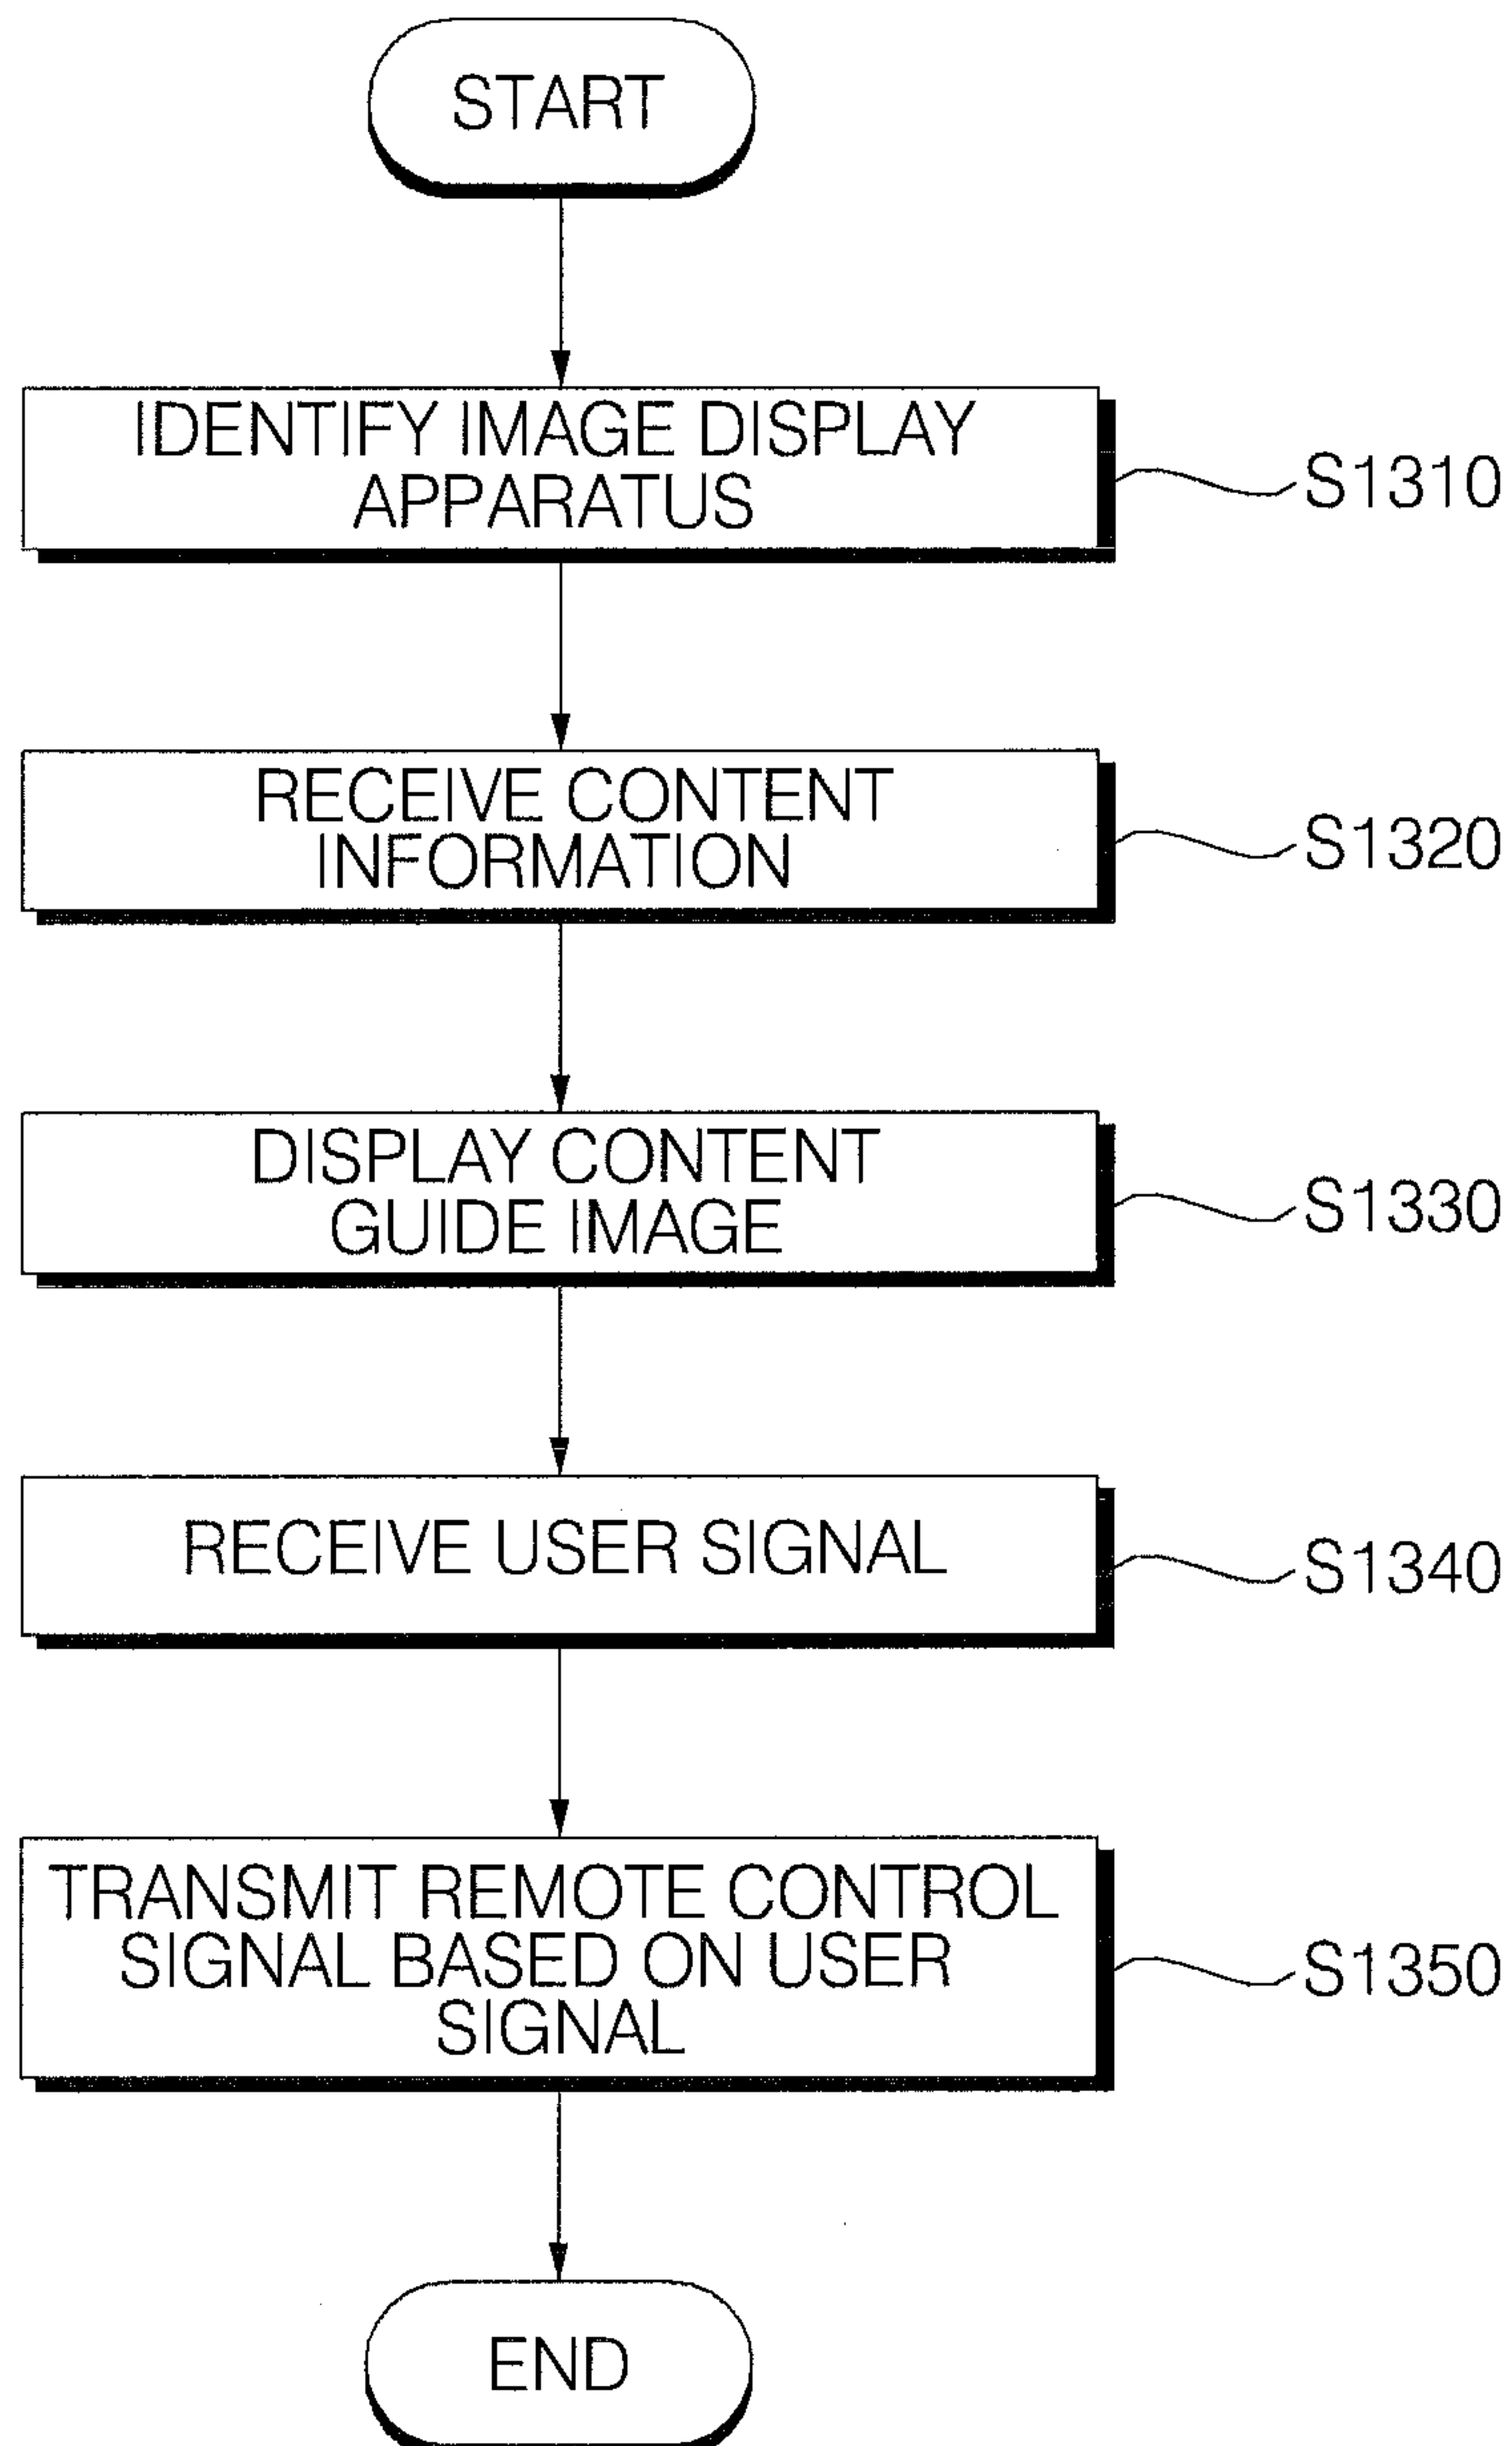 START
IDENTIFY IMAGE DISPLAY
APPARATUS
S1310
RECEIVE CONTENT
INFORMATION
S1320
DISPLAY CONTENT
GUIDE IMAGE
S1330
RECEIVE USER SIGNAL
S1340
TRANSMIT REMOTE CONTROL
SIGNAL BASED ON USER
SIGNAL
S1350
END